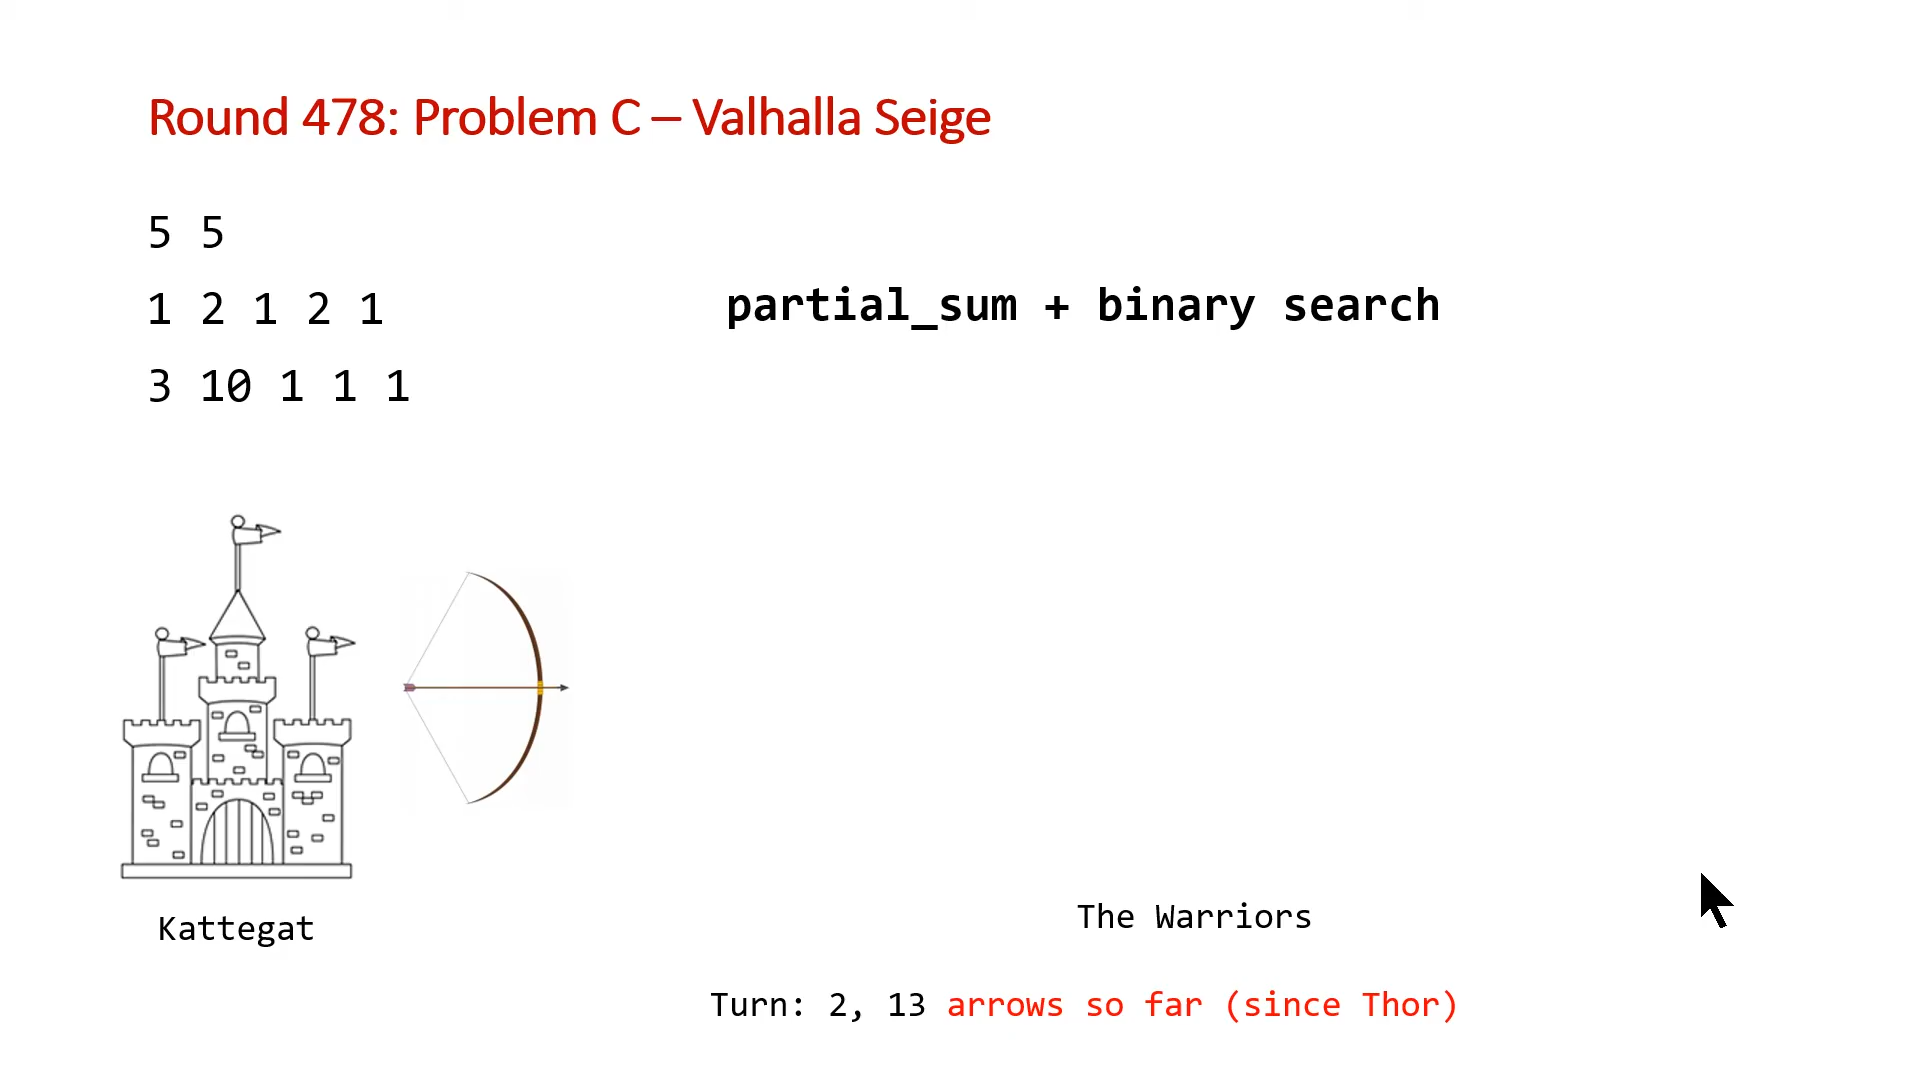 Round 478: Problem C – Valhalla Seige
5 5
1 2 1 2 1
partial_sum + binary search
3 10 1 1 1
Kattegat
The Warriors
Turn: 2, 13 arrows so far (since Thor)